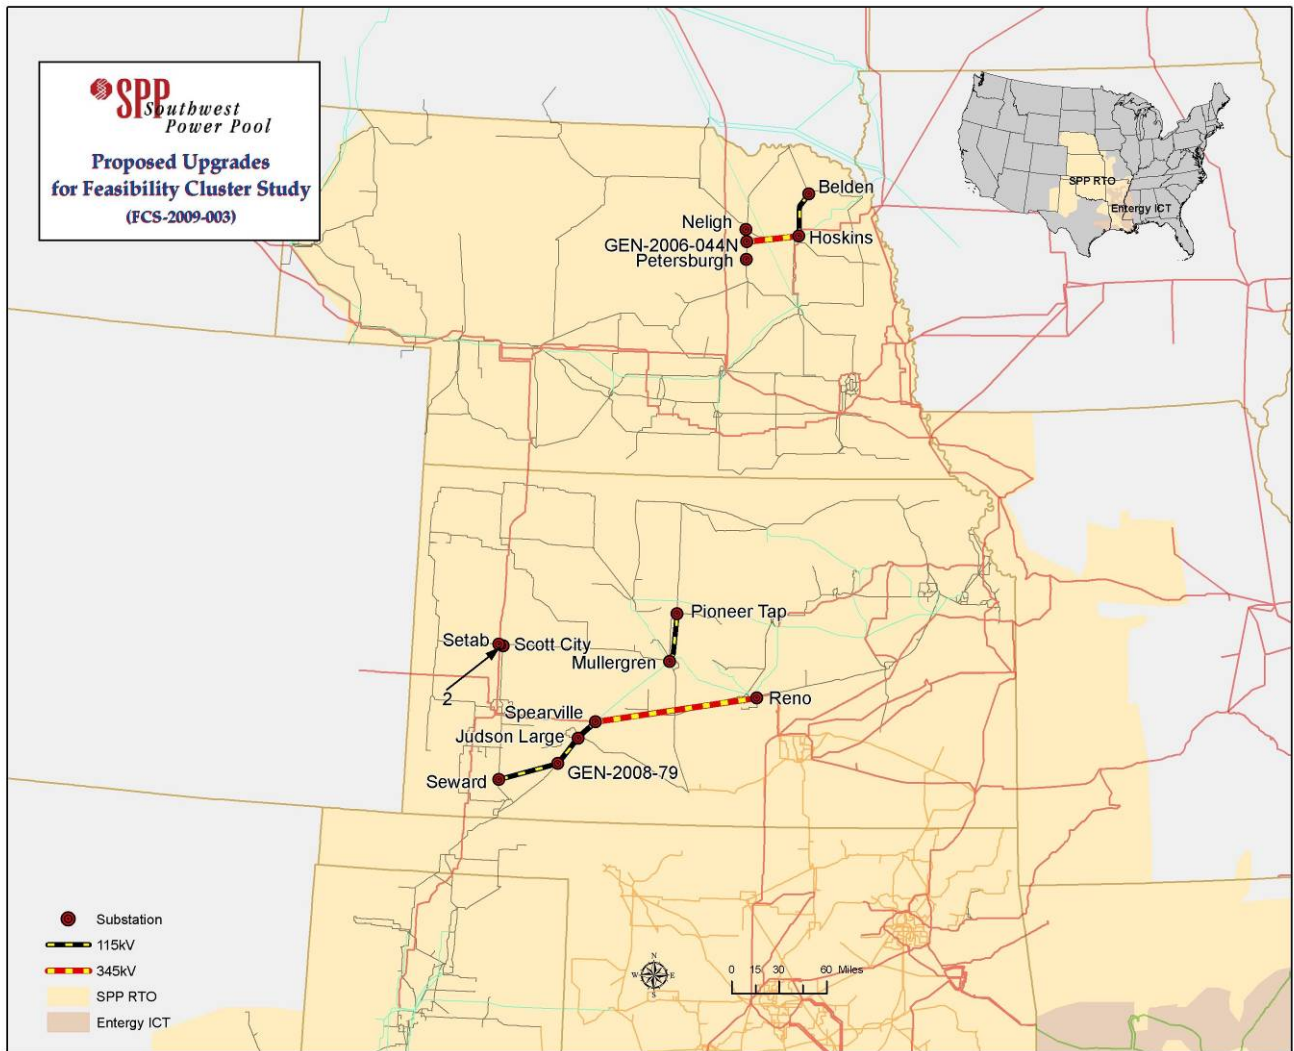 SPP
Southwest
Power Pool
Proposed Upgrades
for Feasibility Cluster Study
(FCS-2009-003)
SPP RTO
Entergy ICT
Belden
Neligh
GEN-2006-044N
Hoskins
Petersburgh
Pioneer Tap
Setab
Scott City
Mullergren
2
Reno
Spearville
Judson Large
GEN-2008-79
Seward
Substation
115kV
345kV
SPP RTO
Entergy ICT
N
W E
S
0 15 30 60 Miles